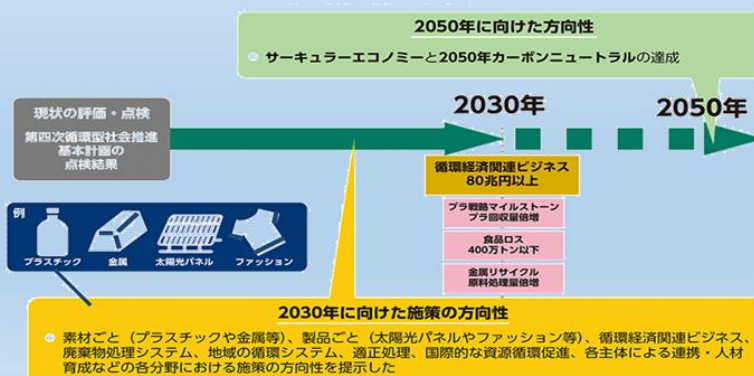 2050年に向けた方向性
サーキュラーエコノミーと2050年カーボンニュートラルの達成
現状の評価・点検
第四次循環型社会推進
基本計画の
点検結果
2030年
2050年
循環経済関連ビジネス
80兆円以上
プラ戦略マイルストーン
プラ回収量倍増
食品ロス
400万トン以下
金属リサイクル
原料処理量倍増
例
プラスチック
金属
太陽光パネル
ファッション
2030年に向けた施策の方向性
素材ごと（プラスチックや金属等）、製品ごと（太陽光パネルやファッション等）、循環経済関連ビジネス、
廃棄物処理システム、地域の循環システム、適正処理、国際的な資源循環促進、各主体による連携・人材
育成などの各分野における施策の方向性を提示した